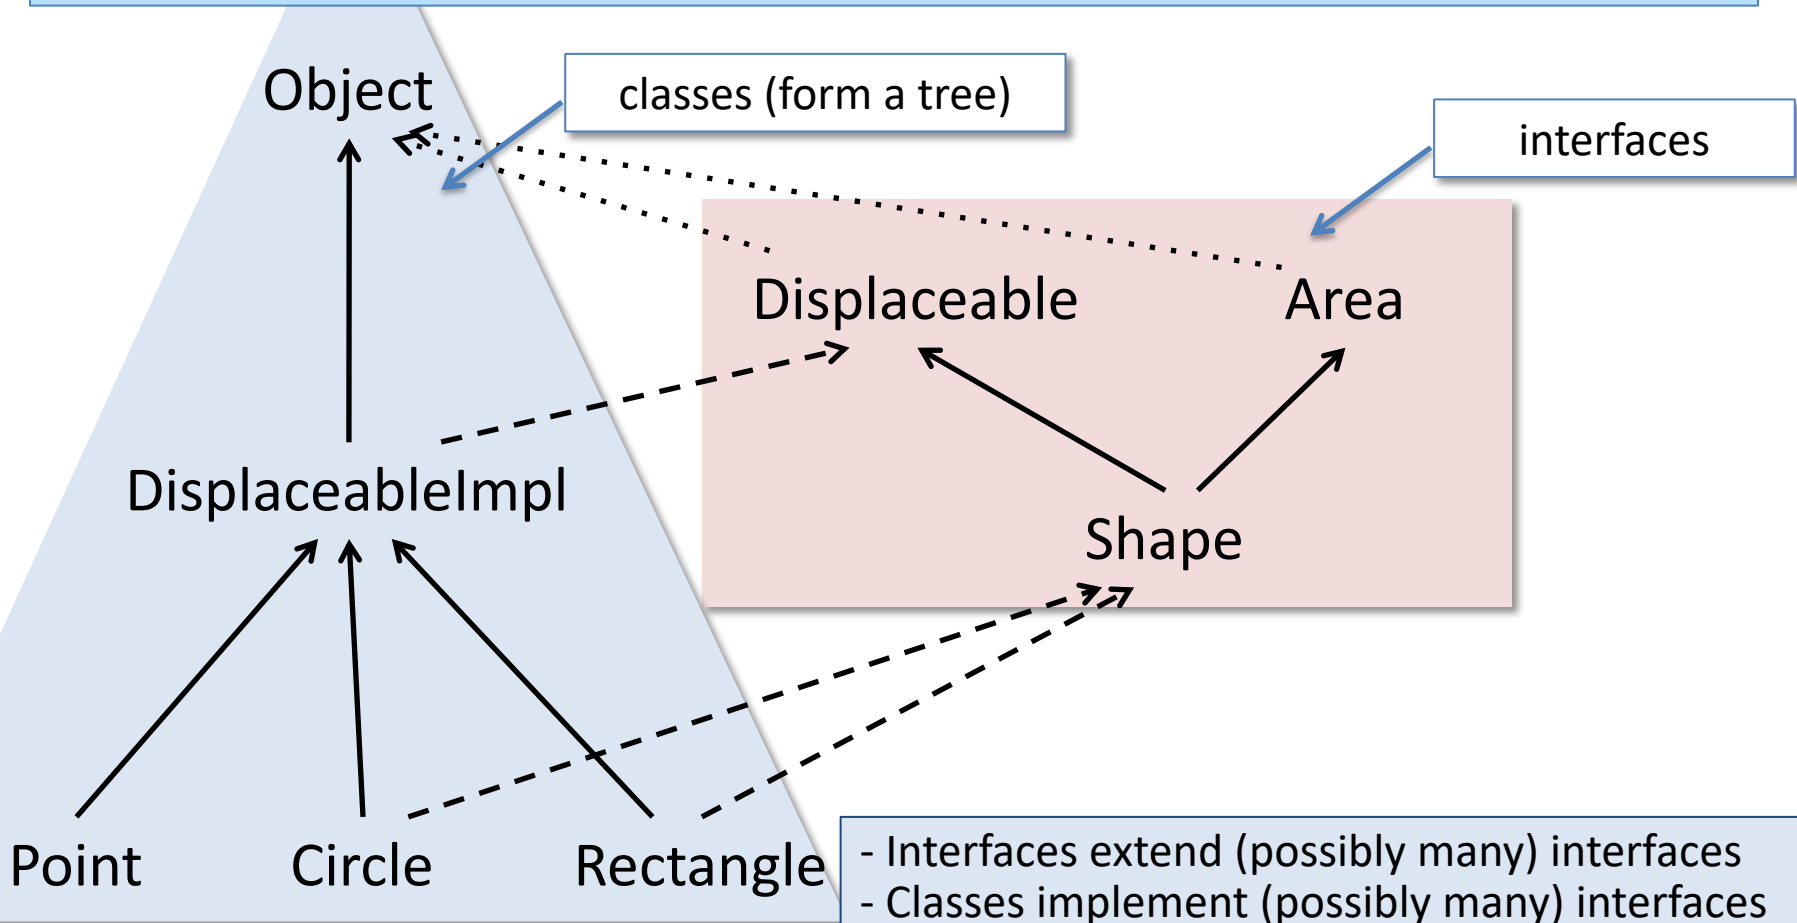 Object
classes (form a tree)
interfaces
Displaceable
Area
DisplaceableImpl
Shape
Point
Circle
Rectangle
- Interfaces extend (possibly many) interfaces
- Classes implement (possibly many) interfaces